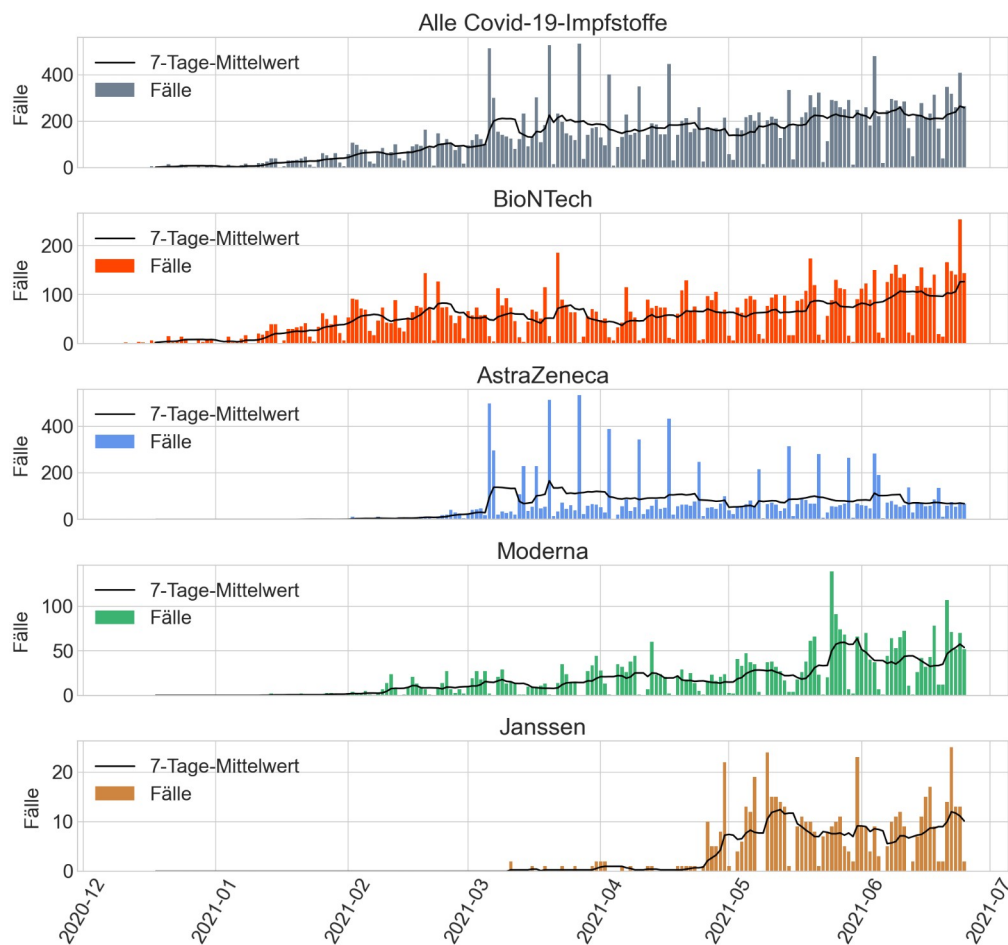 Alle Covid-19-Impfstoffe
Fälle
400
200
0
7-Tage-Mittelwert
Fälle
BioNTech
Fälle
200
100
0
7-Tage-Mittelwert
Fälle
AstraZeneca
Fälle
400
200
0
7-Tage-Mittelwert
Fälle
Moderna
Fälle
100
50
0
7-Tage-Mittelwert
Fälle
Janssen
Fälle
20
10
0
7-Tage-Mittelwert
Fälle
2020-12
2021-01
2021-02
2021-03
2021-04
2021-05
2021-06
2021-07